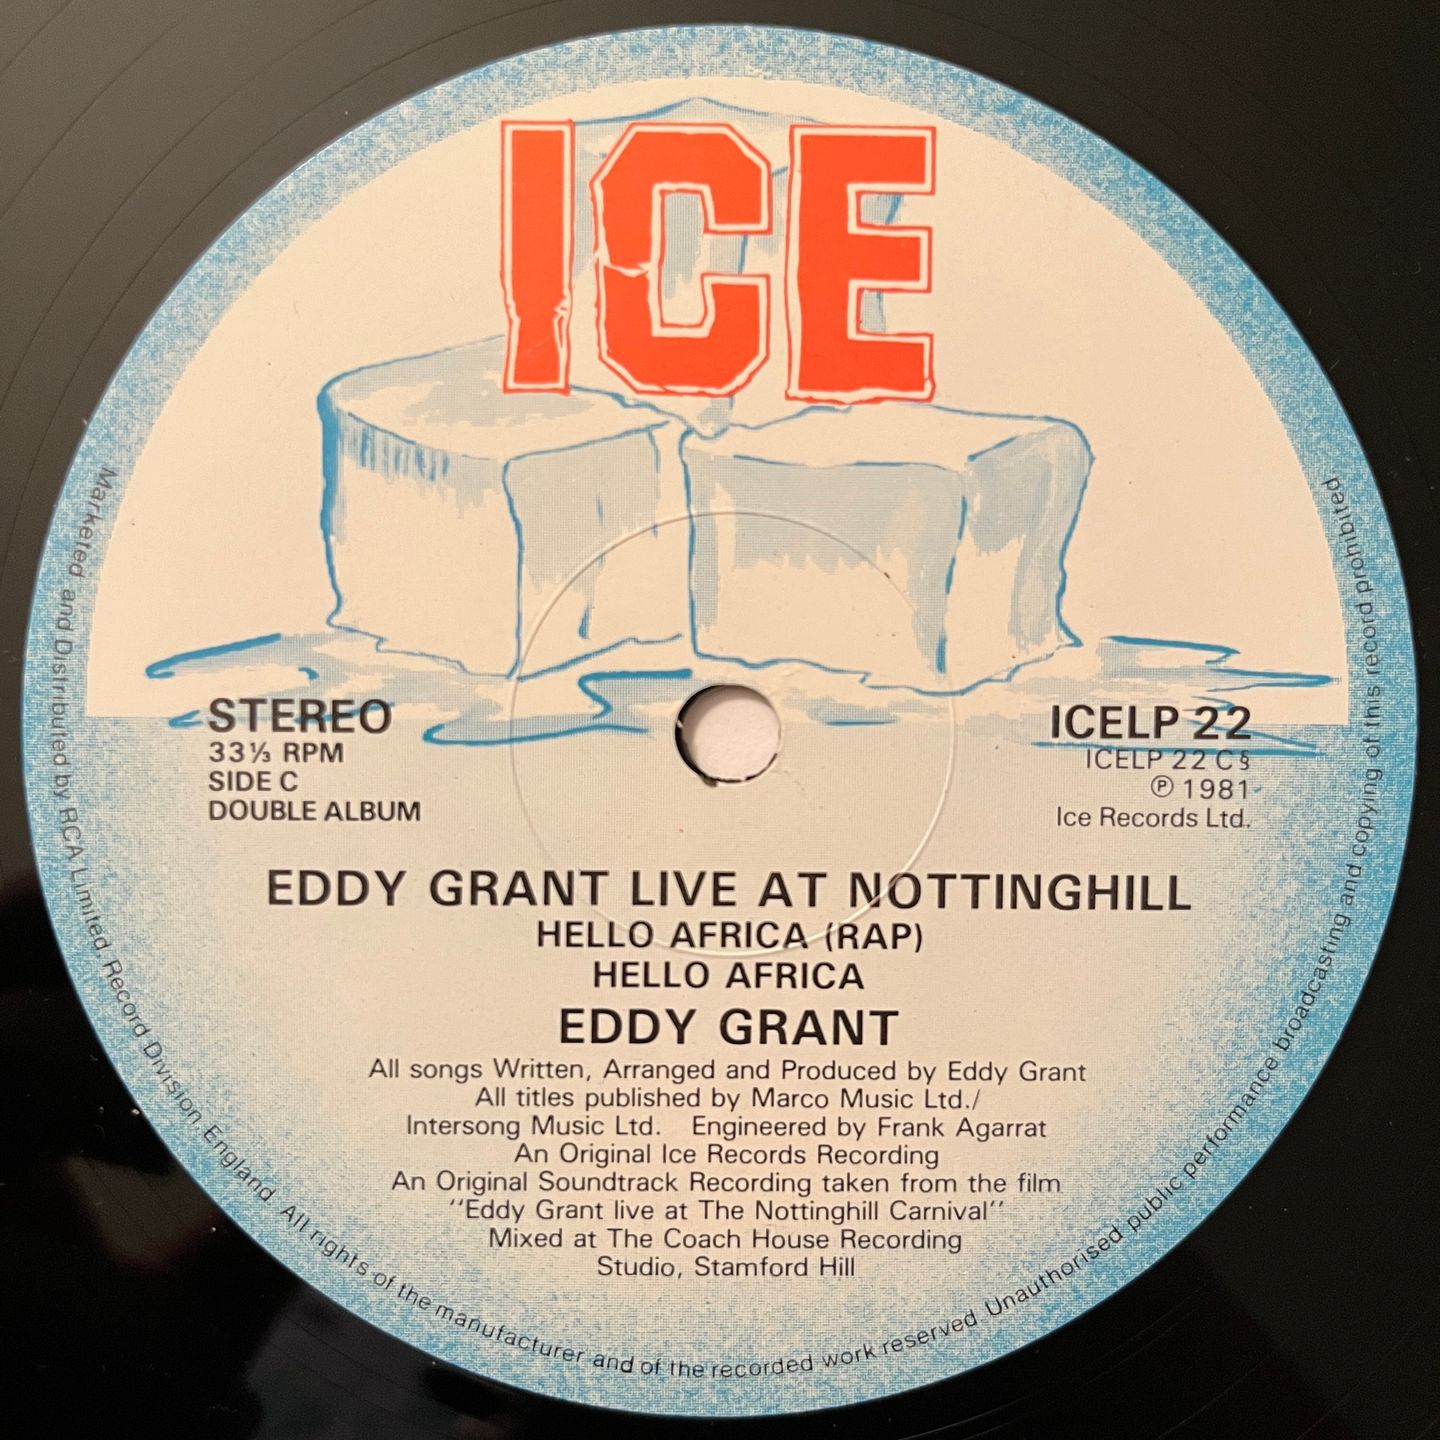 ICE
STEREO
33⅓ RPM
SIDE C
DOUBLE ALBUM
ICELP 22
ICELP 22 C§
℗ 1981
Ice Records Ltd.
EDDY GRANT LIVE AT NOTTINGHILL
HELLO AFRICA (RAP)
HELLO AFRICA
EDDY GRANT
All songs Written, Arranged and Produced by Eddy Grant
All titles published by Marco Music Ltd./
Intersong Music Ltd. Engineered by Frank Agarrat
An Original Ice Records Recording
An Original Soundtrack Recording taken from the film
"Eddy Grant live at The Nottinghill Carnival"
Mixed at The Coach House Recording
Studio, Stamford Hill
Marketed and Distributed by RCA Limited, Record Division, England. All rights of the manufacturer and of the recorded work reserved. Unauthorised public performance broadcasting and copying of this record prohibited